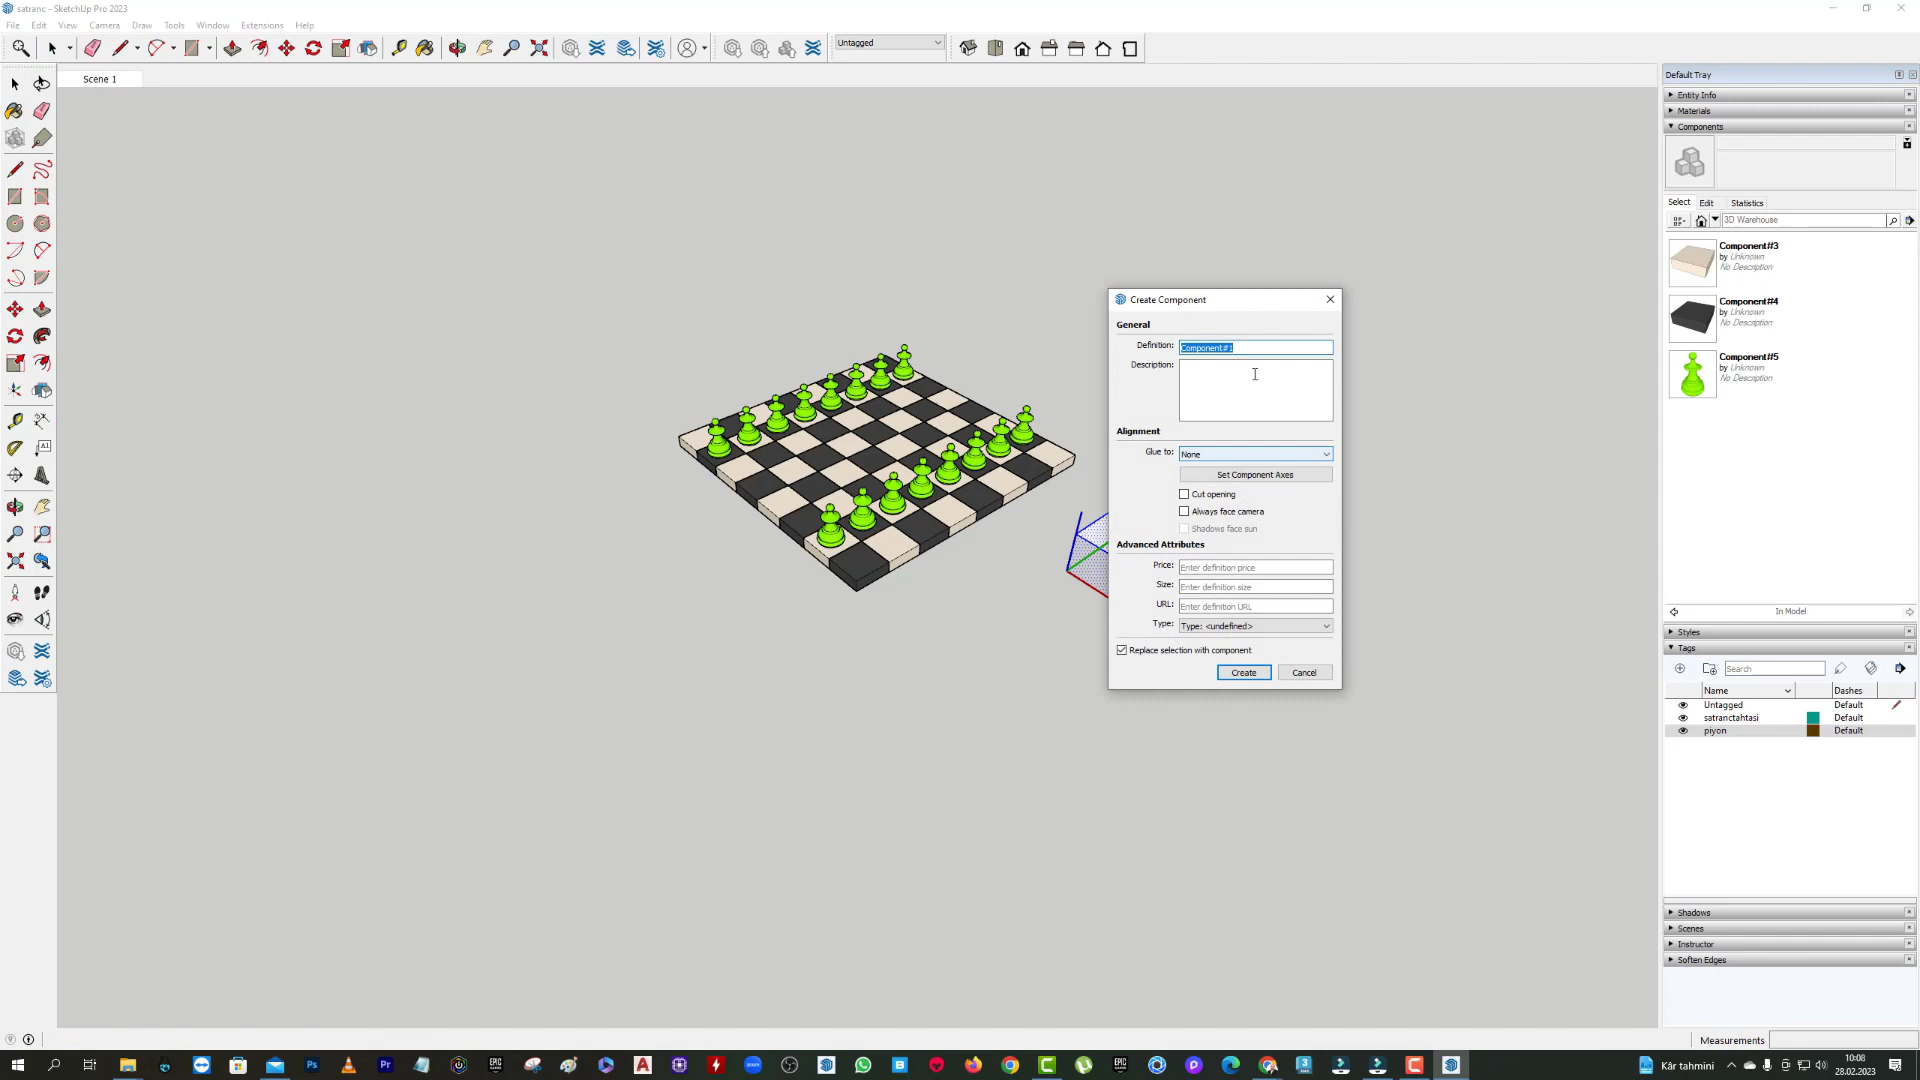 satranc - SketchUp Pro 2023
File Edit View Camera Draw Tools Window Extensions Help
Untagged
Scene 1
Default Tray
Entity Info
Materials
Components
Select Edit Statistics
3D Warehouse
Component#3
by Unknown
No Description
Component#4
by Unknown
No Description
Component#5
by Unknown
No Description
In Model
Styles
Tags
Search
Name Dashes
Untagged Default
satranctahtasi Default
piyon Default
Shadows
Scenes
Instructor
Soften Edges
Create Component
General
Definition: Component#1
Description:
Alignment
Glue to: None
Set Component Axes
Cut opening
Always face camera
Shadows face sun
Advanced Attributes
Price: Enter definition price
Size: Enter definition size
URL: Enter definition URL
Type: Type: <undefined>
Replace selection with component
Create Cancel
Measurements
Kâr tahmini
10:08
28.02.2023